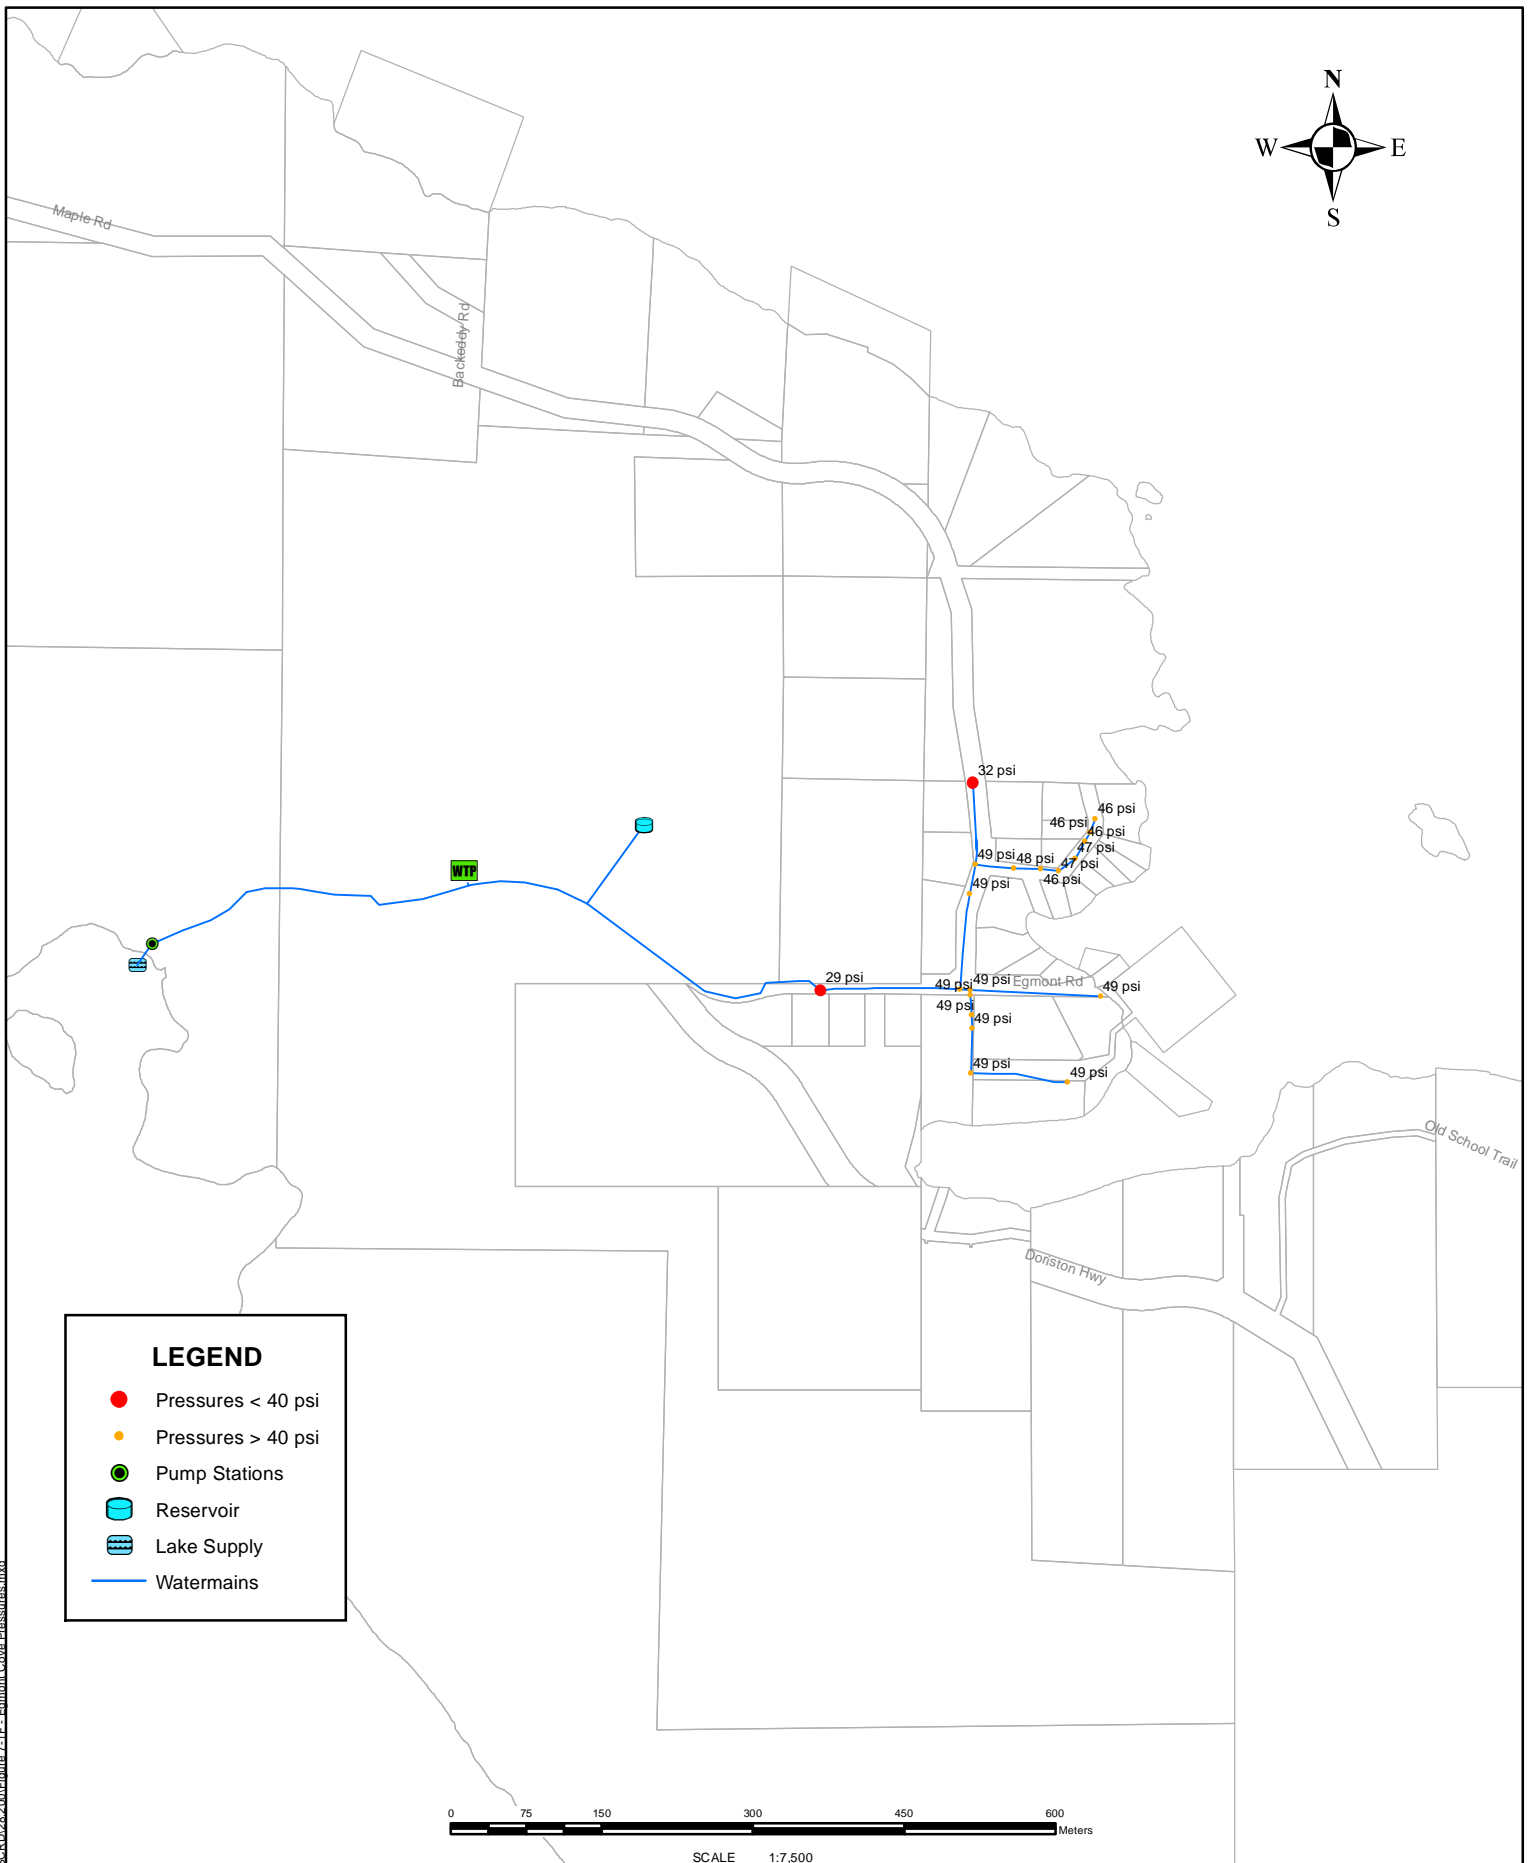 N
W E
S
Maple Rd
Backeddy Rd
32 psi
46 psi
46 psi
46 psi
47 psi
49 psi
48 psi
47 psi
46 psi
WTP
49 psi
29 psi
49 psi
49 psi
Egmont Rd
49 psi
49 psi
49 psi
49 psi
49 psi
Old School Trail
Doriston Hwy
LEGEND
Pressures < 40 psi
Pressures > 40 psi
Pump Stations
Reservoir
Lake Supply
Watermains
0 75 150 300 450 600
Meters
SCALE 1:7,500